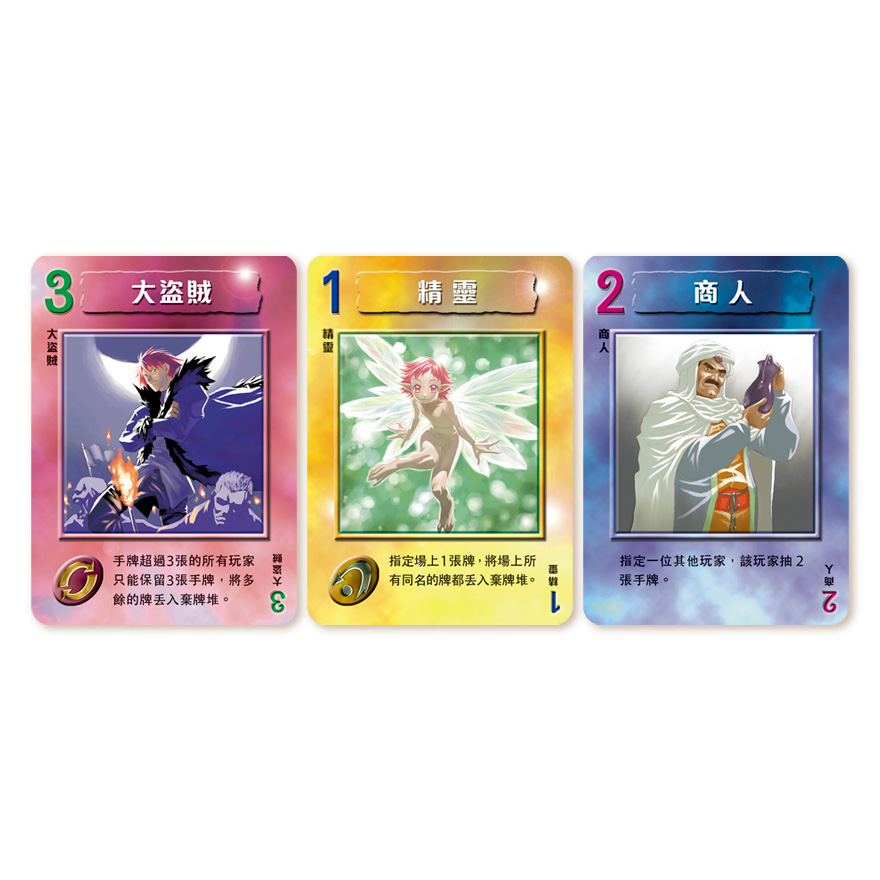 3
大盜賊
大盜賊
手牌超過3張的所有玩家
只能保留3張手牌，將多
餘的牌丟入棄牌堆。
大盜賊
3
1
精靈
精靈
指定場上1張牌，將場上所
有同名的牌都丟入棄牌堆。
精靈
1
2
商人
商人
指定一位其他玩家，該玩家抽2
張手牌。
商人
2